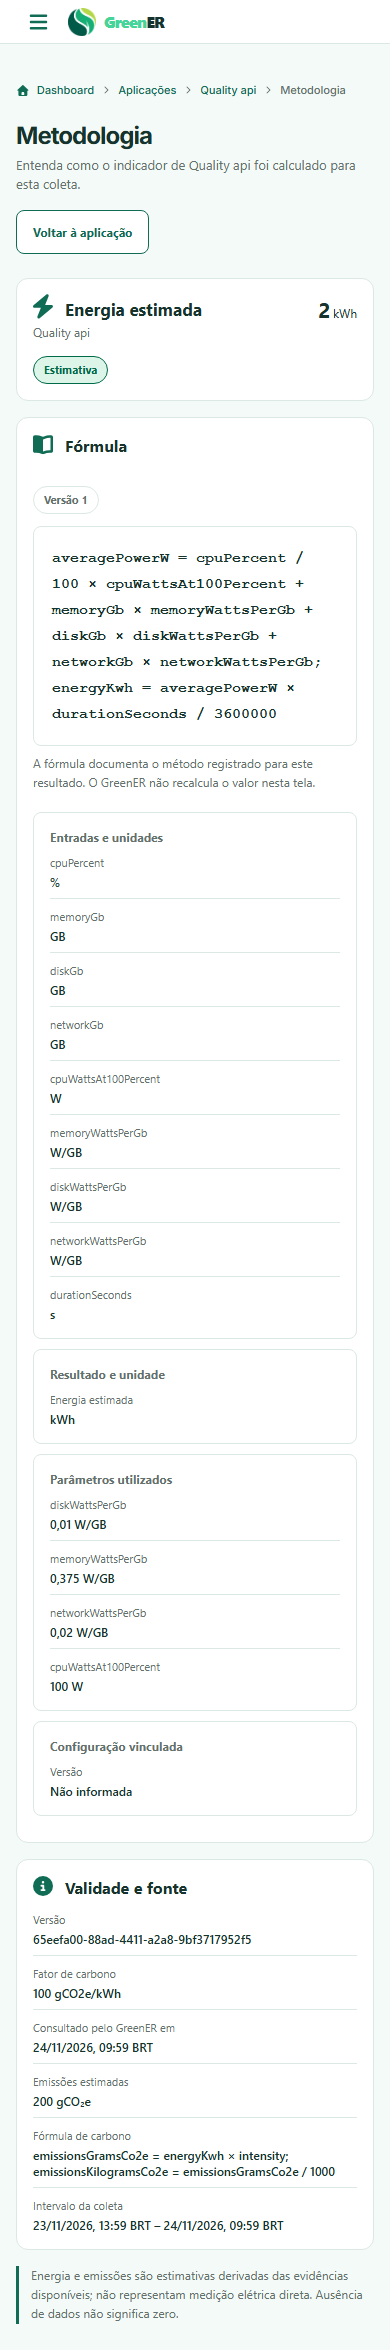 GreenER
Dashboard > Aplicações > Quality api > Metodologia
Metodologia
Entenda como o indicador de Quality api foi calculado para
esta coleta.
Voltar à aplicação
Energia estimada
2 kWh
Quality api
Estimativa
Fórmula
Versão 1
averagePowerW = cpuPercent /
100 × cpuWattsAt100Percent +
memoryGb × memoryWattsPerGb +
diskGb × diskWattsPerGb +
networkGb × networkWattsPerGb;
energyKwh = averagePowerW ×
durationSeconds / 3600000
A fórmula documenta o método registrado para este
resultado. O GreenER não recalcula o valor nesta tela.
Entradas e unidades
cpuPercent
%
memoryGb
GB
diskGb
GB
networkGb
GB
cpuWattsAt100Percent
W
memoryWattsPerGb
W/GB
diskWattsPerGb
W/GB
networkWattsPerGb
W/GB
durationSeconds
s
Resultado e unidade
Energia estimada
kWh
Parâmetros utilizados
diskWattsPerGb
0,01 W/GB
memoryWattsPerGb
0,375 W/GB
networkWattsPerGb
0,02 W/GB
cpuWattsAt100Percent
100 W
Configuração vinculada
Versão
Não informada
Validade e fonte
Versão
65eefa00-88ad-4411-a2a8-9bf3717952f5
Fator de carbono
100 gCO2e/kWh
Consultado pelo GreenER em
24/11/2026, 09:59 BRT
Emissões estimadas
200 gCO₂e
Fórmula de carbono
emissionsGramsCo2e = energyKwh × intensity;
emissionsKilogramsCo2e = emissionsGramsCo2e / 1000
Intervalo da coleta
23/11/2026, 13:59 BRT – 24/11/2026, 09:59 BRT
Energia e emissões são estimativas derivadas das evidências
disponíveis; não representam medição elétrica direta. Ausência
de dados não significa zero.